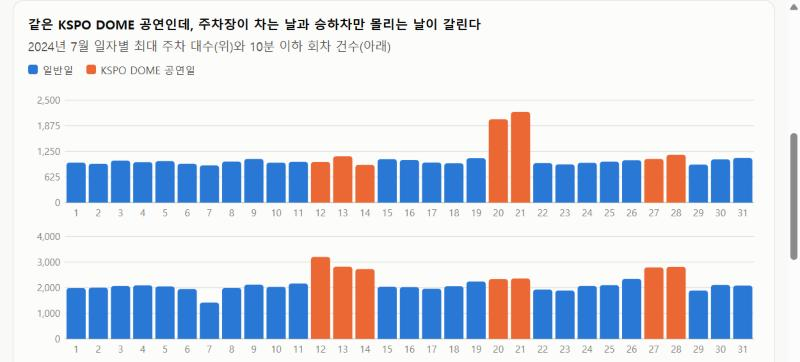 같은 KSPO DOME 공연인데, 주차장이 차는 날과 승하차만 몰리는 날이 갈린다
2024년 7월 일자별 최대 주차 대수(위)와 10분 이하 회차 건수(아래)
일반일 KSPO DOME 공연일
2,500
1,875
1,250
625
0
1 2 3 4 5 6 7 8 9 10 11 12 13 14 15 16 17 18 19 20 21 22 23 24 25 26 27 28 29 30 31
4,000
3,000
2,000
1,000
0
1 2 3 4 5 6 7 8 9 10 11 12 13 14 15 16 17 18 19 20 21 22 23 24 25 26 27 28 29 30 31